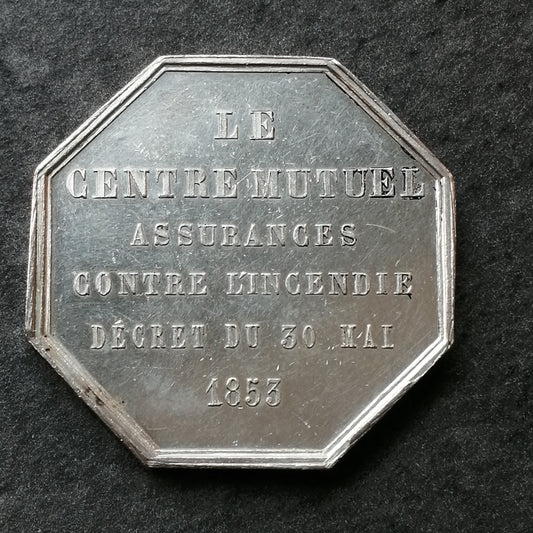 LE
CENTRE MUTUEL
ASSURANCES
CONTRE L'INCENDIE
DÉCRET DU 30 MAI
1853